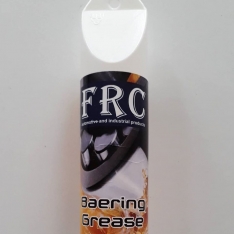 FRC
automotive and industrial products
Baering
Grease